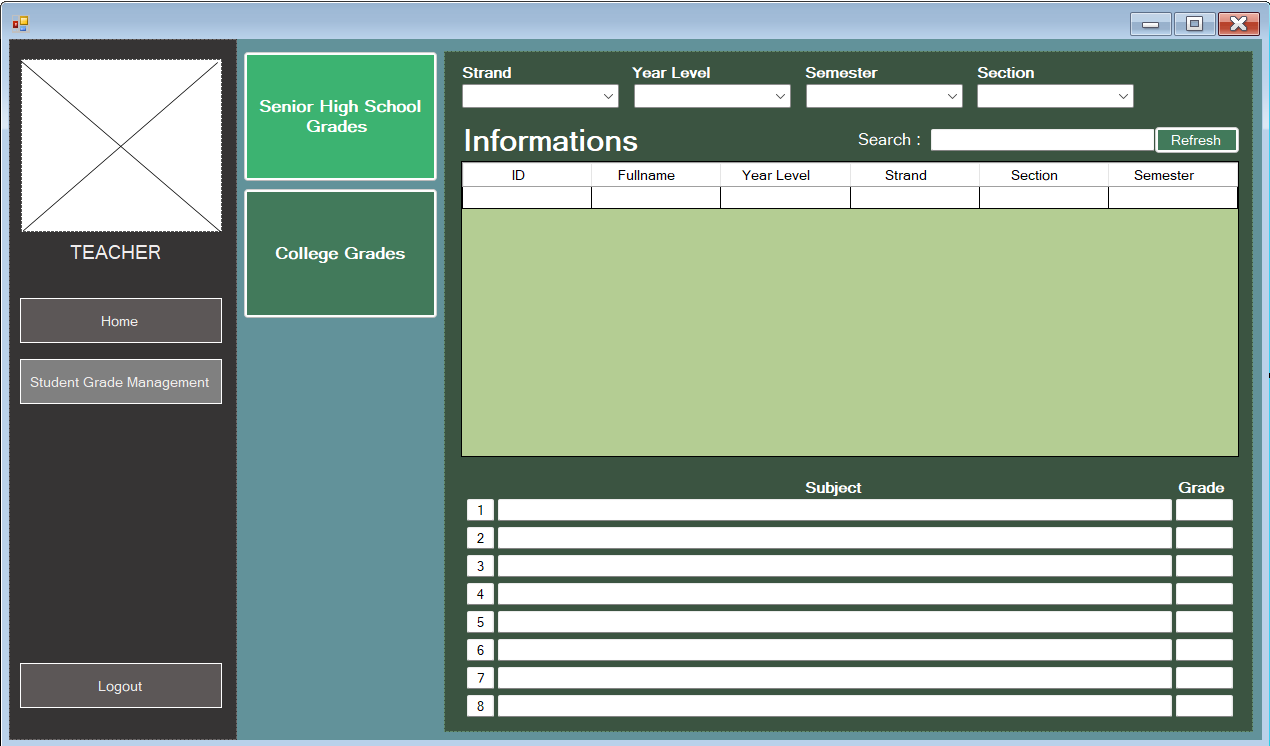 TEACHER
Home
Student Grade Management
Logout
Senior High School
Grades
College Grades
Strand Year Level Semester Section
Informations
Search : Refresh
ID Fullname Year Level Strand Section Semester
Subject Grade
1
2
3
4
5
6
7
8